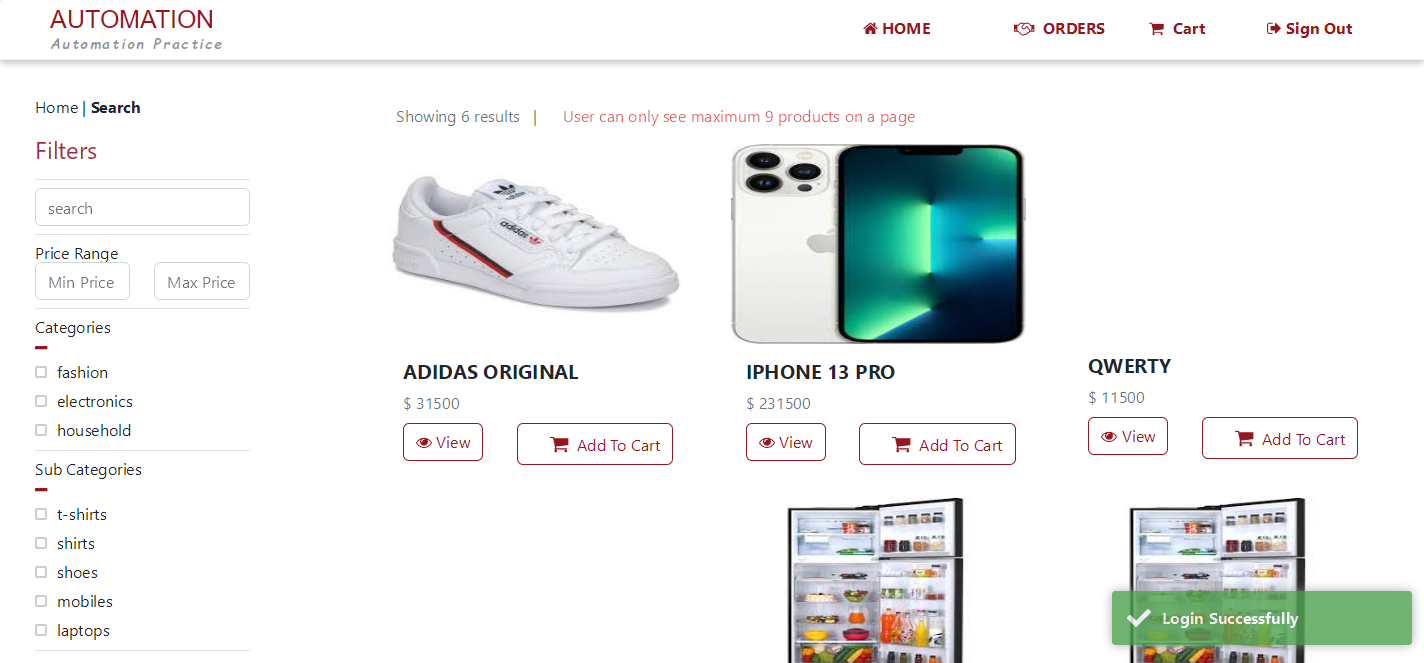 AUTOMATION
Automation Practice
HOME
ORDERS
Cart
Sign Out
Home | Search
Filters
search
Price Range
Min Price
Max Price
Categories
fashion
electronics
household
Sub Categories
t-shirts
shirts
shoes
mobiles
laptops
Showing 6 results |
User can only see maximum 9 products on a page
adidas
adidas
ADIDAS ORIGINAL
$ 31500
View
Add To Cart
IPHONE 13 PRO
$ 231500
View
Add To Cart
QWERTY
$ 11500
View
Add To Cart
Login Successfully